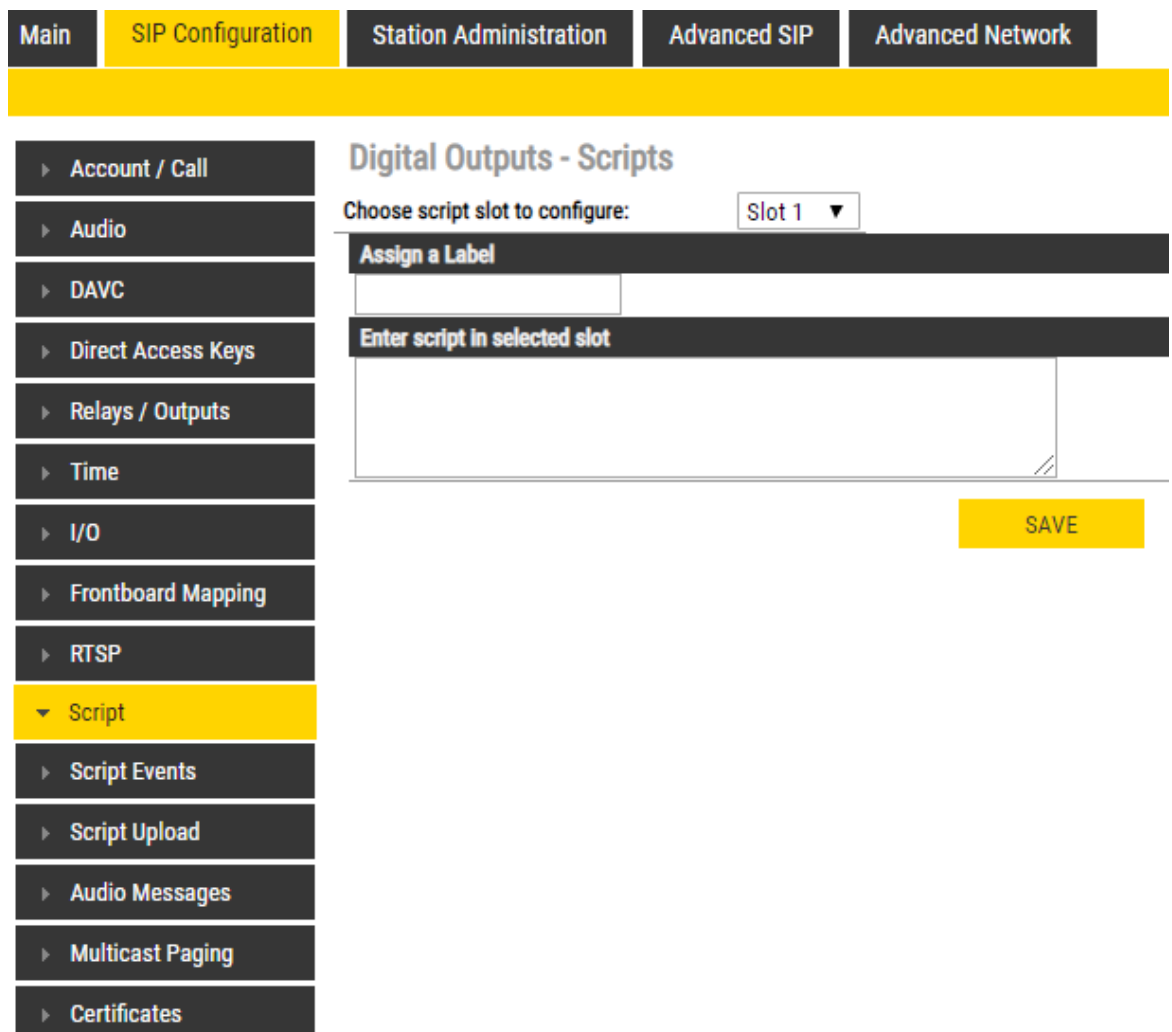 Main SIP Configuration Station Administration Advanced SIP Advanced Network
Account / Call
Audio
DAVC
Direct Access Keys
Relays / Outputs
Time
I/O
Frontboard Mapping
RTSP
Script
Script Events
Script Upload
Audio Messages
Multicast Paging
Certificates
Digital Outputs - Scripts
Choose script slot to configure: Slot 1
Assign a Label
Enter script in selected slot
SAVE